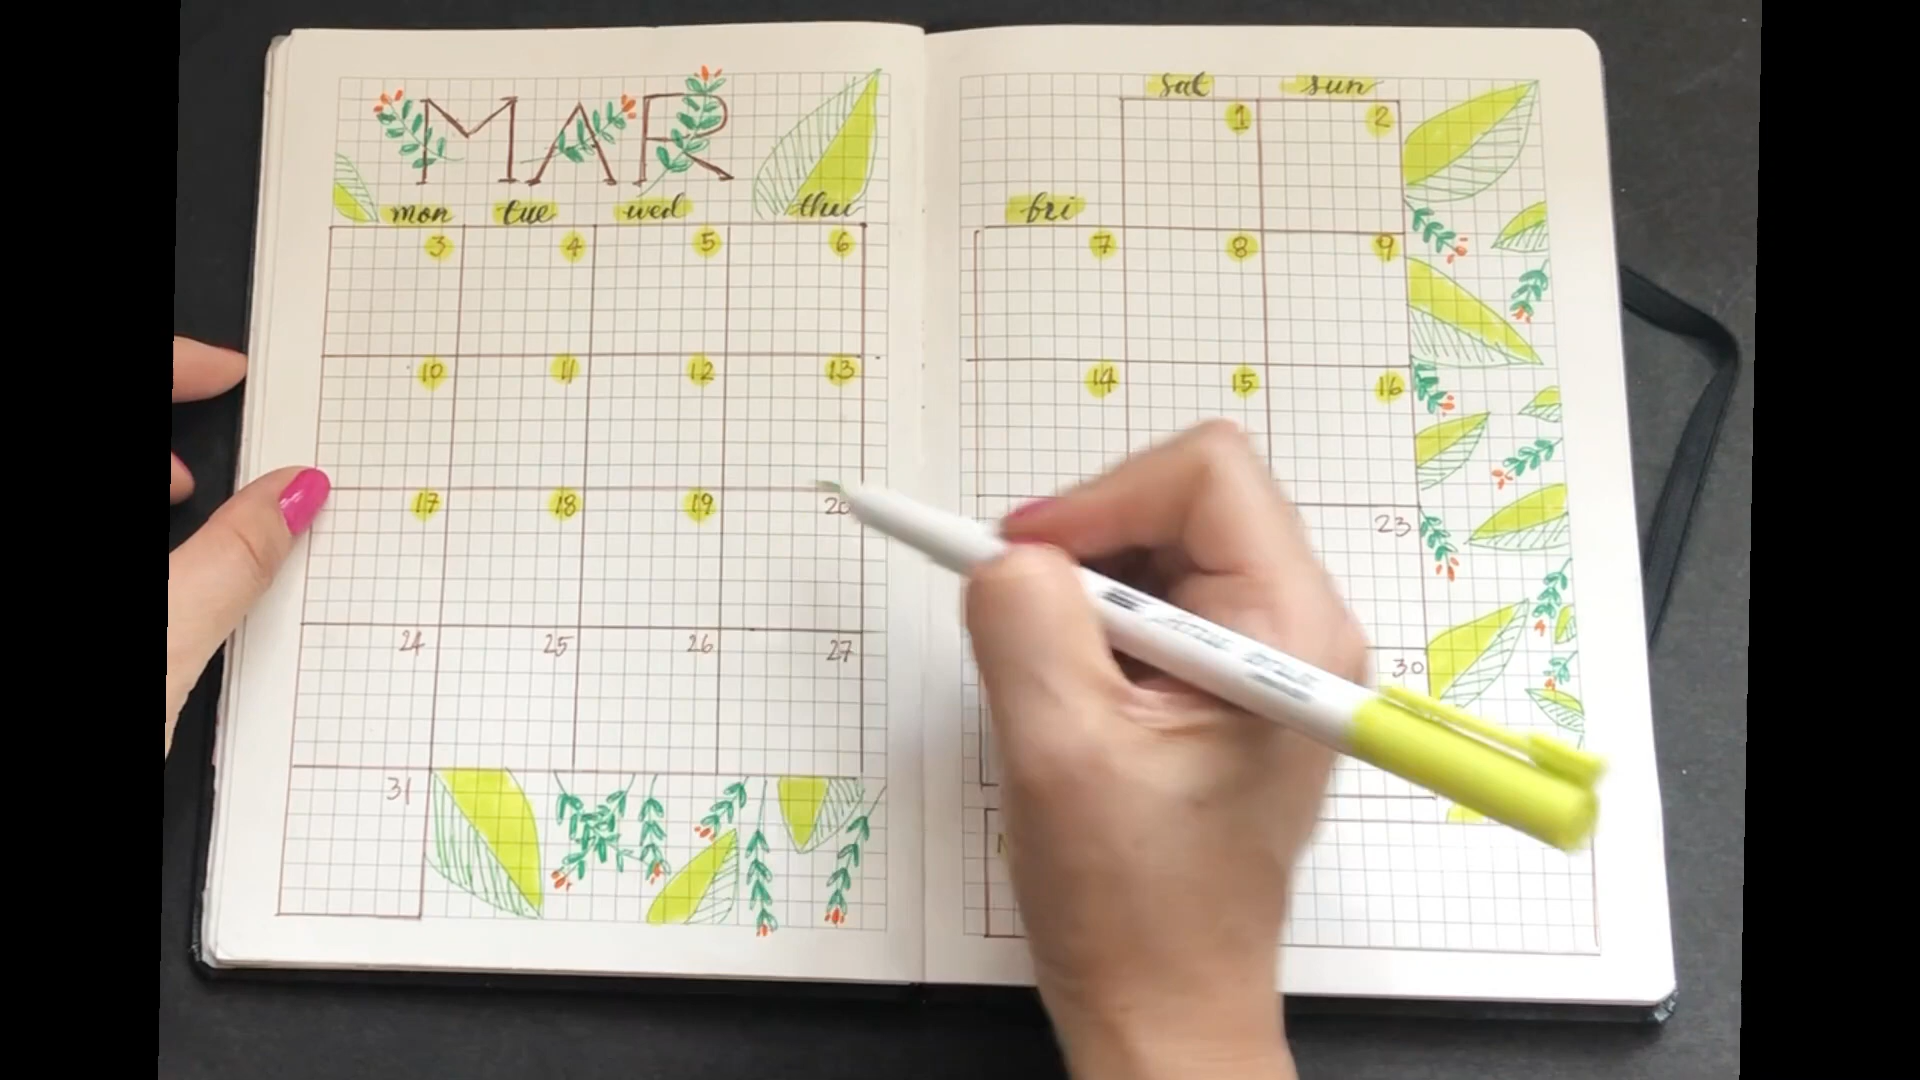 MAR
sat sun
1 2
mon tue wed thu fri
3 4 5 6 7 8 9
10 11 12 13 14 15 16
17 18 19 20 23
24 25 26 27 30
31